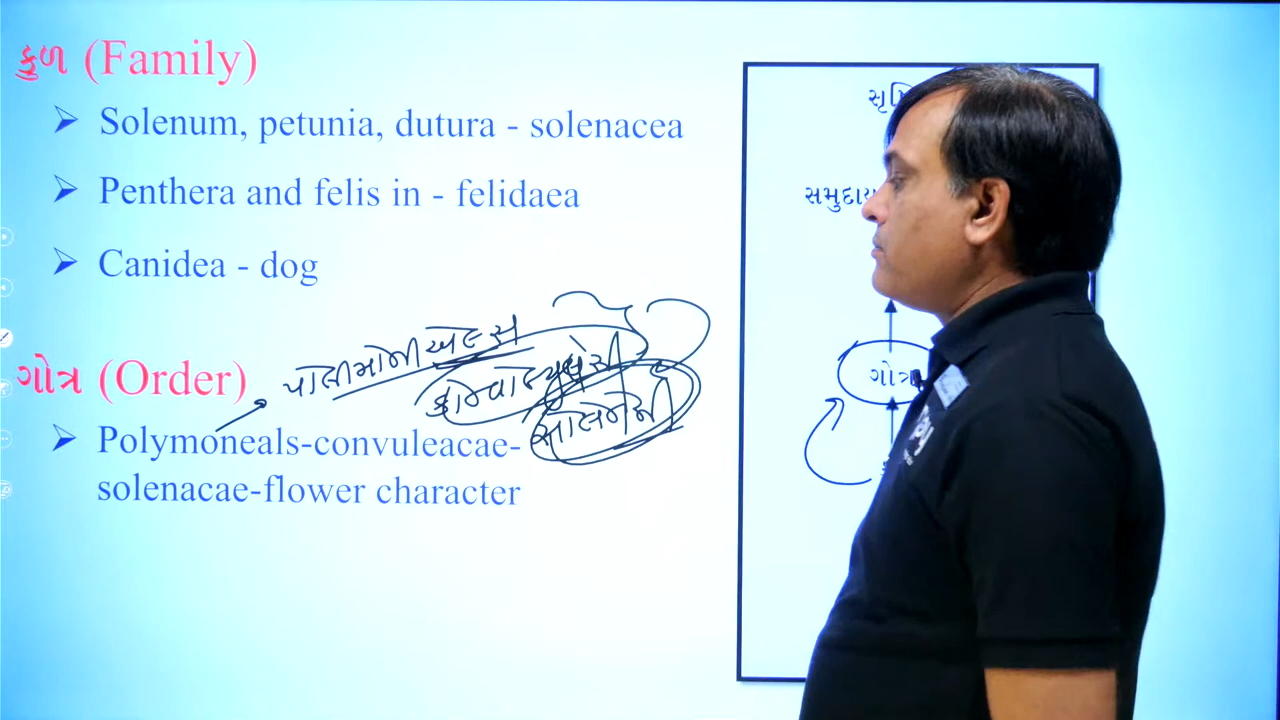 કુળ (Family)
Solenum, petunia, dutura - solenacea
Penthera and felis in - felidaea
Canidea - dog
ગોત્ર (Order)
પાલીમોનીઅલ્સ
કોન્વોલ્વ્યુલેસી
સોલેનેસી
Polymoneals-convuleacae-
solenacae-flower character
સમુદાય
ગોત્ર